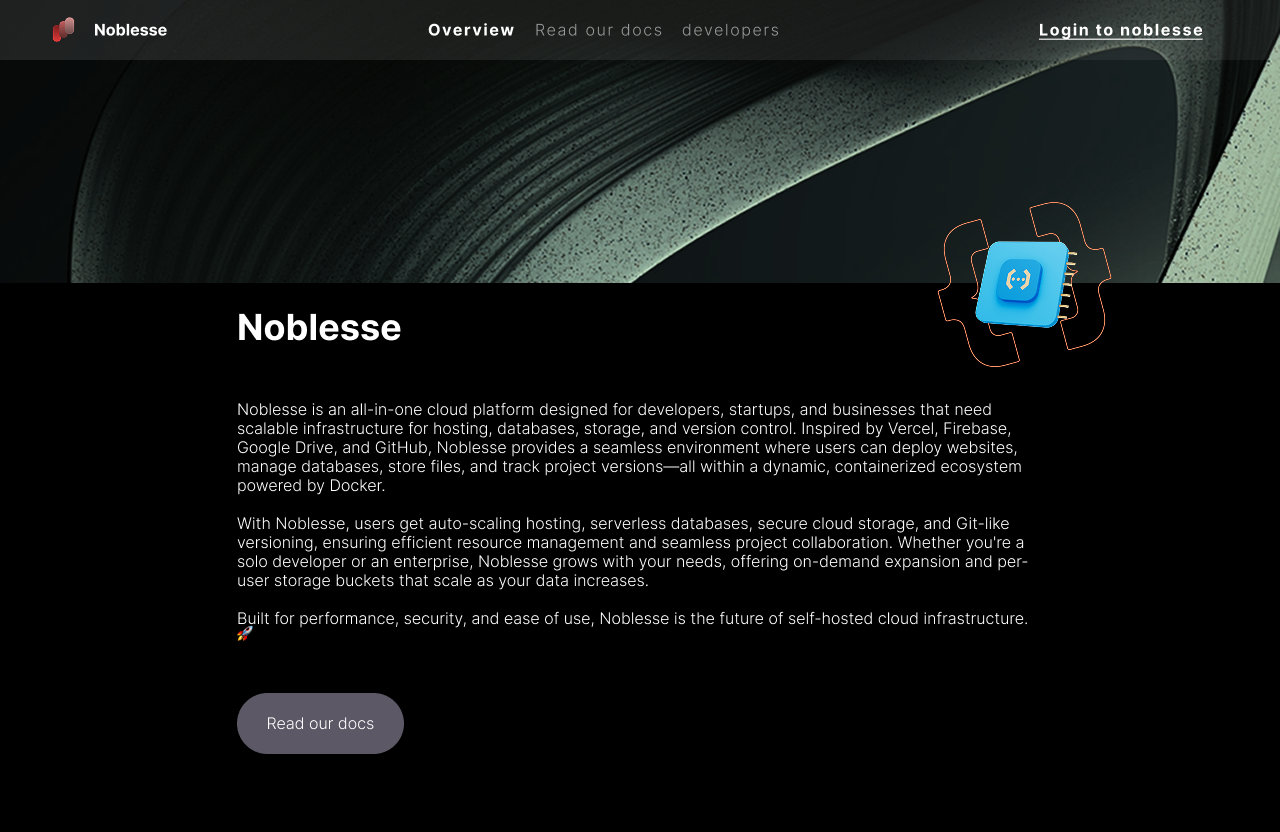 Noblesse
Overview
Read our docs
developers
Login to noblesse
Noblesse
Noblesse is an all-in-one cloud platform designed for developers, startups, and businesses that need
scalable infrastructure for hosting, databases, storage, and version control. Inspired by Vercel, Firebase,
Google Drive, and GitHub, Noblesse provides a seamless environment where users can deploy websites,
manage databases, store files, and track project versions—all within a dynamic, containerized ecosystem
powered by Docker.
With Noblesse, users get auto-scaling hosting, serverless databases, secure cloud storage, and Git-like
versioning, ensuring efficient resource management and seamless project collaboration. Whether you're a
solo developer or an enterprise, Noblesse grows with your needs, offering on-demand expansion and per-
user storage buckets that scale as your data increases.
Built for performance, security, and ease of use, Noblesse is the future of self-hosted cloud infrastructure.
🚀
Read our docs